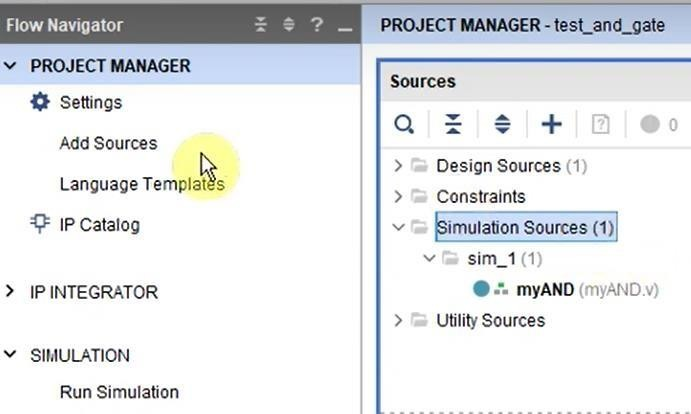 Flow Navigator
PROJECT MANAGER
Settings
Add Sources
Language Templates
IP Catalog
IP INTEGRATOR
SIMULATION
Run Simulation
PROJECT MANAGER - test_and_gate
Sources
0
Design Sources (1)
Constraints
Simulation Sources (1)
sim_1 (1)
myAND (myAND.v)
Utility Sources